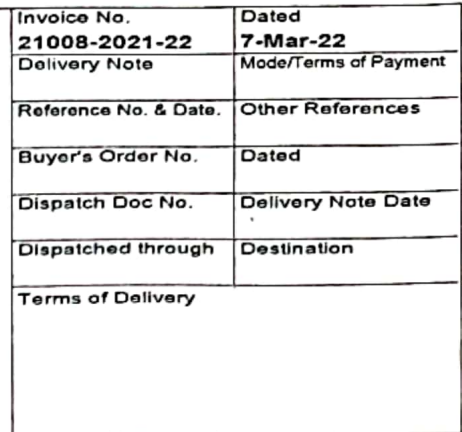 Invoice No. Dated
21008-2021-22 7-Mar-22
Delivery Note Mode/Terms of Payment
Reference No. & Date. Other References
Buyer's Order No. Dated
Dispatch Doc No. Delivery Note Date
Dispatched through Destination
Terms of Delivery